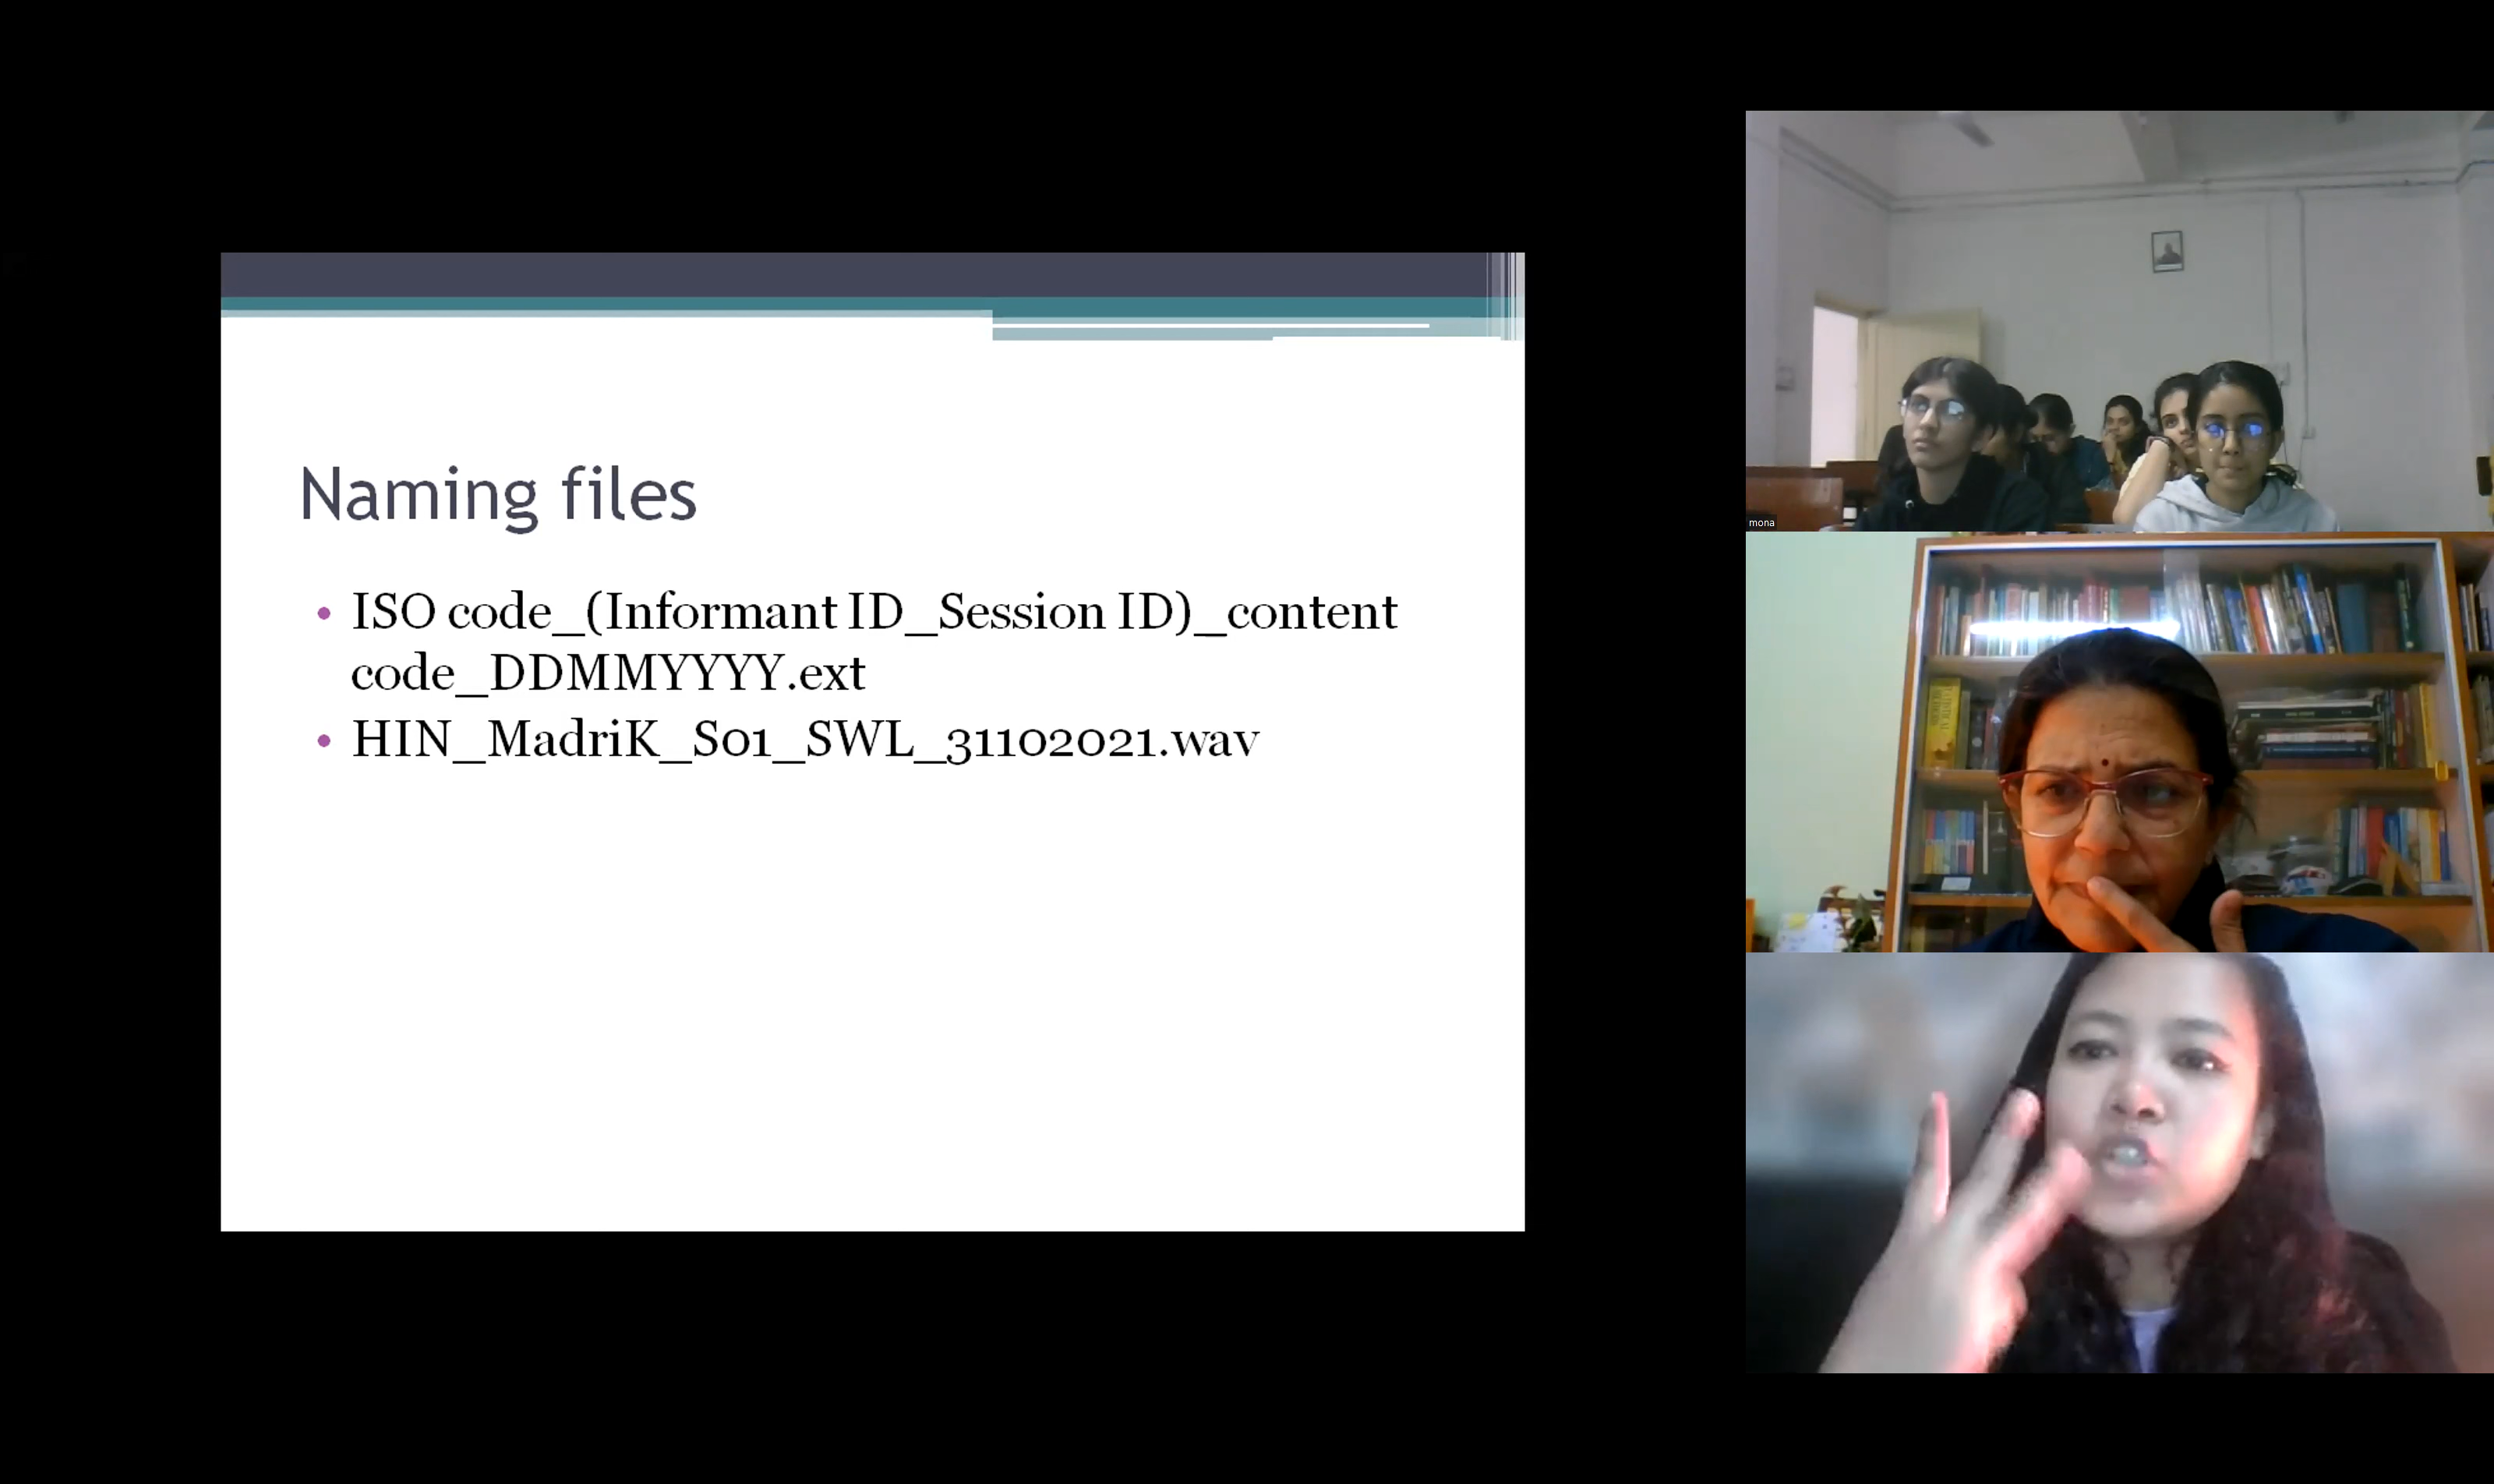 Naming files
ISO code_(Informant ID_Session ID)_content
code_DDMMYYYY.ext
HIN_MadriK_S01_SWL_31102021.wav
mona